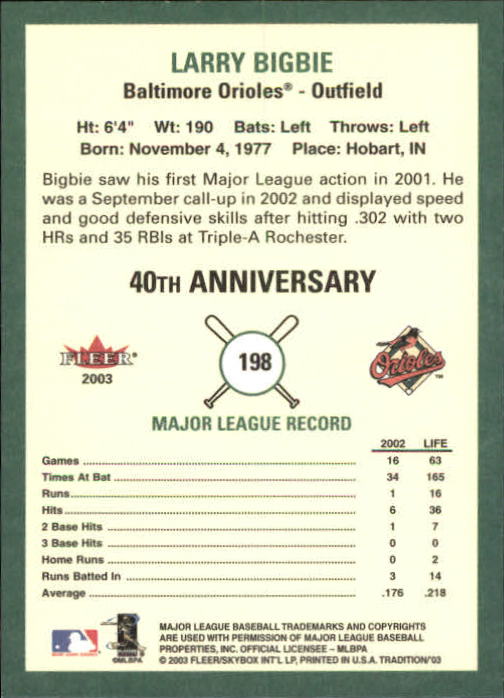 LARRY BIGBIE
Baltimore Orioles® - Outfield
Ht: 6'4" Wt: 190 Bats: Left Throws: Left
Born: November 4, 1977 Place: Hobart, IN
Bigbie saw his first Major League action in 2001. He
was a September call-up in 2002 and displayed speed
and good defensive skills after hitting .302 with two
HRs and 35 RBIs at Triple-A Rochester.
40TH ANNIVERSARY
FLEER®
2003
198
Orioles
TM
MAJOR LEAGUE RECORD
2002 LIFE
Games 16 63
Times At Bat 34 165
Runs 1 16
Hits 6 36
2 Base Hits 1 7
3 Base Hits 0 0
Home Runs 0 2
Runs Batted In 3 14
Average .176 .218
©MLBPA
MAJOR LEAGUE BASEBALL TRADEMARKS AND COPYRIGHTS
ARE USED WITH PERMISSION OF MAJOR LEAGUE BASEBALL
PROPERTIES, INC. OFFICIAL LICENSEE – MLBPA
© 2003 FLEER/SKYBOX INT'L LP, PRINTED IN U.S.A. TRADITION/'03